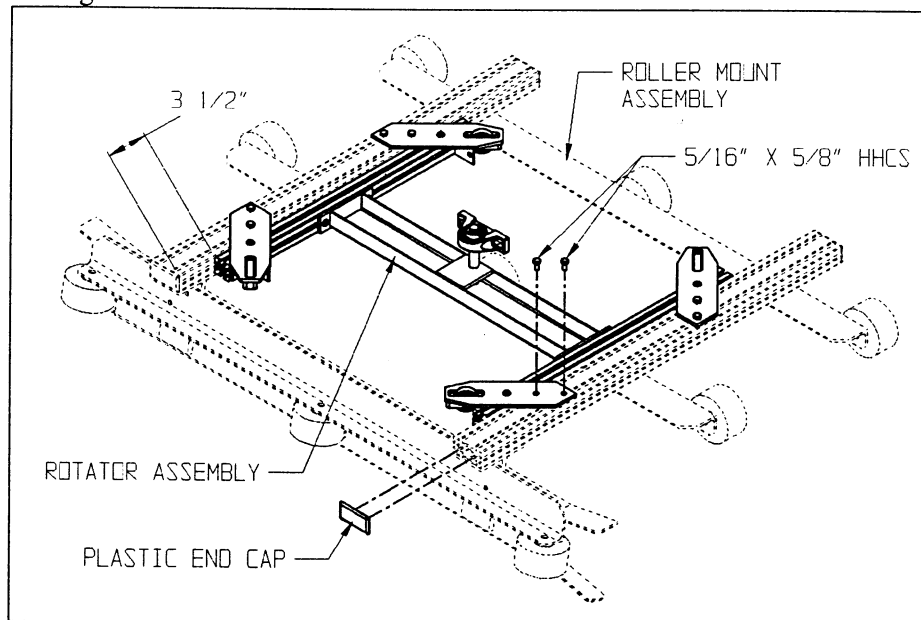 3 1/2"
ROLLER MOUNT
ASSEMBLY
5/16" X 5/8" HHCS
ROTATOR ASSEMBLY
PLASTIC END CAP